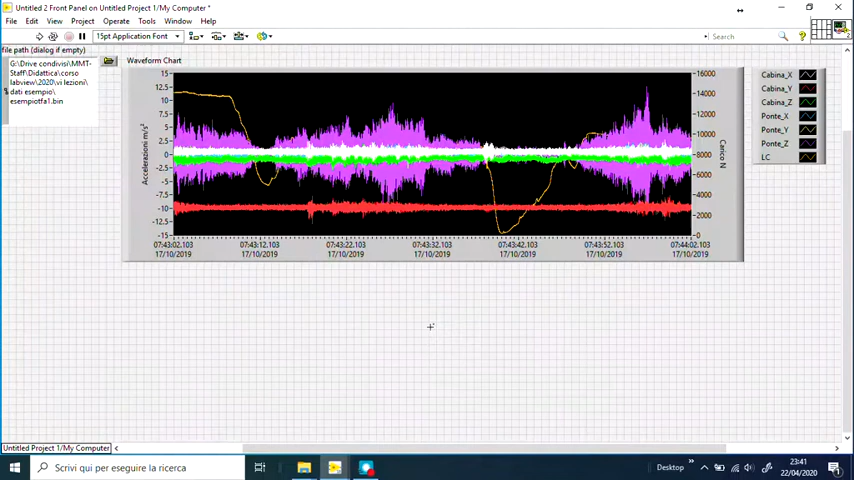 Untitled 2 Front Panel on Untitled Project 1/My Computer *
File Edit View Project Operate Tools Window Help
15pt Application Font
Search
file path (dialog if empty)
G:\Drive condivisi\MMT-
Staff\Didattica\corso
labview\2020\vi lezioni\
dati esempio\
esempiotfa1.bin
Waveform Chart
15
12.5
10
7.5
5
2.5
0
-2.5
-5
-7.5
-10
-12.5
-15
Accelerazioni m/s²
16000
14000
12000
10000
8000
6000
4000
2000
0
Carico N
07:43:02.103 07:43:12.103 07:43:22.103 07:43:32.103 07:43:42.103 07:43:52.103 07:44:02.103
17/10/2019 17/10/2019 17/10/2019 17/10/2019 17/10/2019 17/10/2019 17/10/2019
Cabina_X
Cabina_Y
Cabina_Z
Ponte_X
Ponte_Y
Ponte_Z
LC
Untitled Project 1/My Computer
Scrivi qui per eseguire la ricerca
Desktop
23:41
22/04/2020